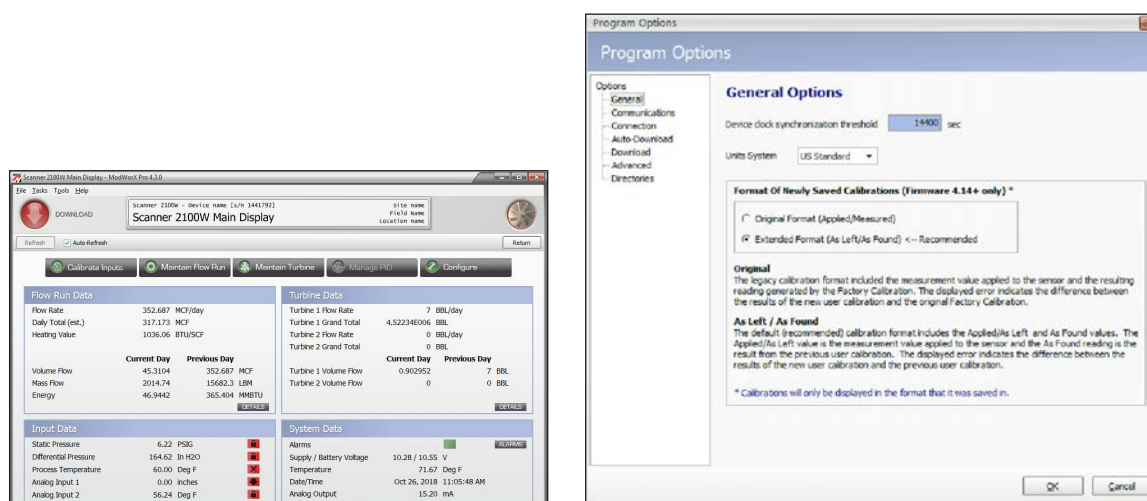 Scanner 2100W Main Display - ModWorX Pro 4.3.0
File Tasks Tools Help
DOWNLOAD
Scanner 2100W - Device name [s/n 1441792]
Scanner 2100W Main Display
Site name
Field Name
Location name
Refresh
Auto-Refresh
Return
Calibrate Inputs
Maintain Flow Run
Maintain Turbine
Manage PID
Configure
Flow Run Data
Flow Rate 352.687 MCF/day
Daily Total (est.) 317.173 MCF
Heating Value 1036.06 BTU/SCF
Current Day Previous Day
Volume Flow 45.3104 352.687 MCF
Mass Flow 2014.74 15682.3 LBM
Energy 46.9442 365.404 MMBTU
DETAILS
Turbine Data
Turbine 1 Flow Rate 7 BBL/day
Turbine 1 Grand Total 4.52234E006 BBL
Turbine 2 Flow Rate 0 BBL/day
Turbine 2 Grand Total 0 BBL
Current Day Previous Day
Turbine 1 Volume Flow 0.902952 7 BBL
Turbine 2 Volume Flow 0 0 BBL
DETAILS
Input Data
Static Pressure 6.22 PSIG
Differential Pressure 164.62 In H2O
Process Temperature 60.00 Deg F
Analog Input 1 0.00 inches
Analog Input 2 56.24 Deg F
System Data
Alarms ALARMS
Supply / Battery Voltage 10.28 / 10.55 V
Temperature 71.67 Deg F
Date/Time Oct 26, 2018 11:05:48 AM
Analog Output 15.20 mA
Program Options
Program Options
Options
General
Communications
Connection
Auto-Download
Download
Advanced
Directories
General Options
Device clock synchronization threshold 14400 sec
Units System US Standard
Format Of Newly Saved Calibrations (Firmware 4.14+ only) *
Original Format (Applied/Measured)
Extended Format (As Left/As Found) <-- Recommended
Original
The legacy calibration format included the measurement value applied to the sensor and the resulting
reading generated by the Factory Calibration. The displayed error indicates the difference between
the results of the new user calibration and the original Factory Calibration.
As Left / As Found
The default (recommended) calibration format includes the Applied/As Left and As Found values. The
Applied/As Left value is the measurement value applied to the sensor and the As Found reading is the
result from the previous user calibration. The displayed error indicates the difference between the
results of the new user calibration and the previous user calibration.
* Calibrations will only be displayed in the format that it was saved in.
OK
Cancel